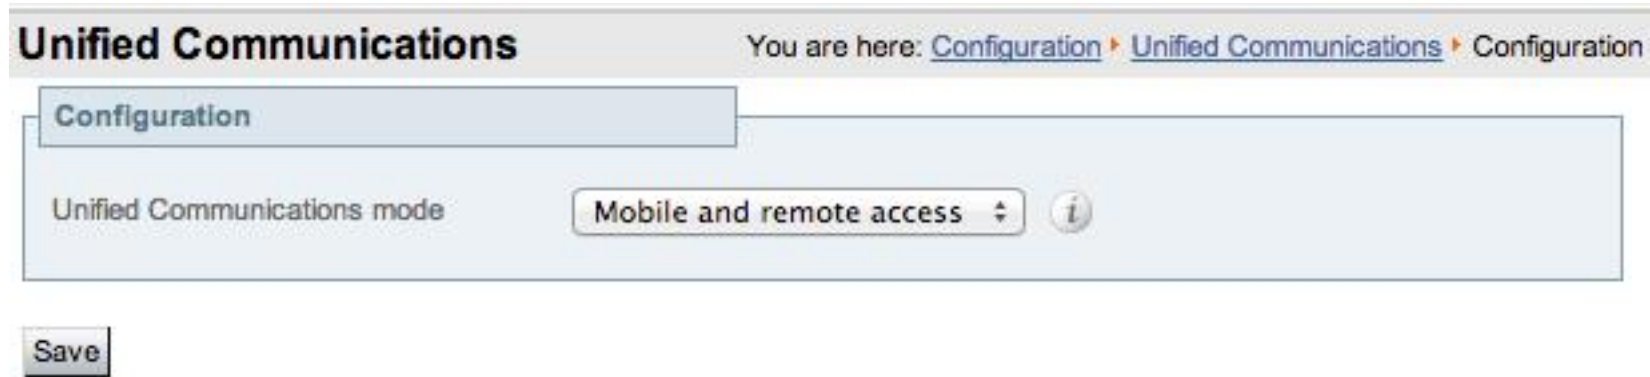 Unified Communications You are here: Configuration Unified Communications Configuration
Configuration
Unified Communications mode Mobile and remote access i
Save